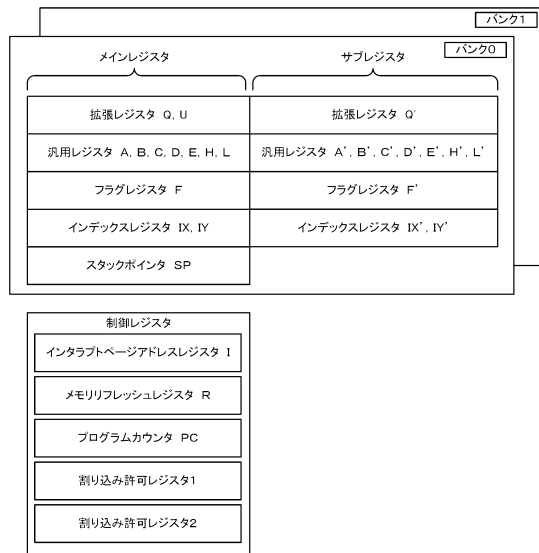 バンク1
バンク0
メインレジスタ
サブレジスタ
拡張レジスタ Q, U
拡張レジスタ Q'
汎用レジスタ A, B, C, D, E, H, L
汎用レジスタ A', B', C', D', E', H', L'
フラグレジスタ F
フラグレジスタ F'
インデックスレジスタ IX, IY
インデックスレジスタ IX', IY'
スタックポインタ SP
制御レジスタ
インタラプトページアドレスレジスタ I
メモリリフレッシュレジスタ R
プログラムカウンタ PC
割り込み許可レジスタ1
割り込み許可レジスタ2